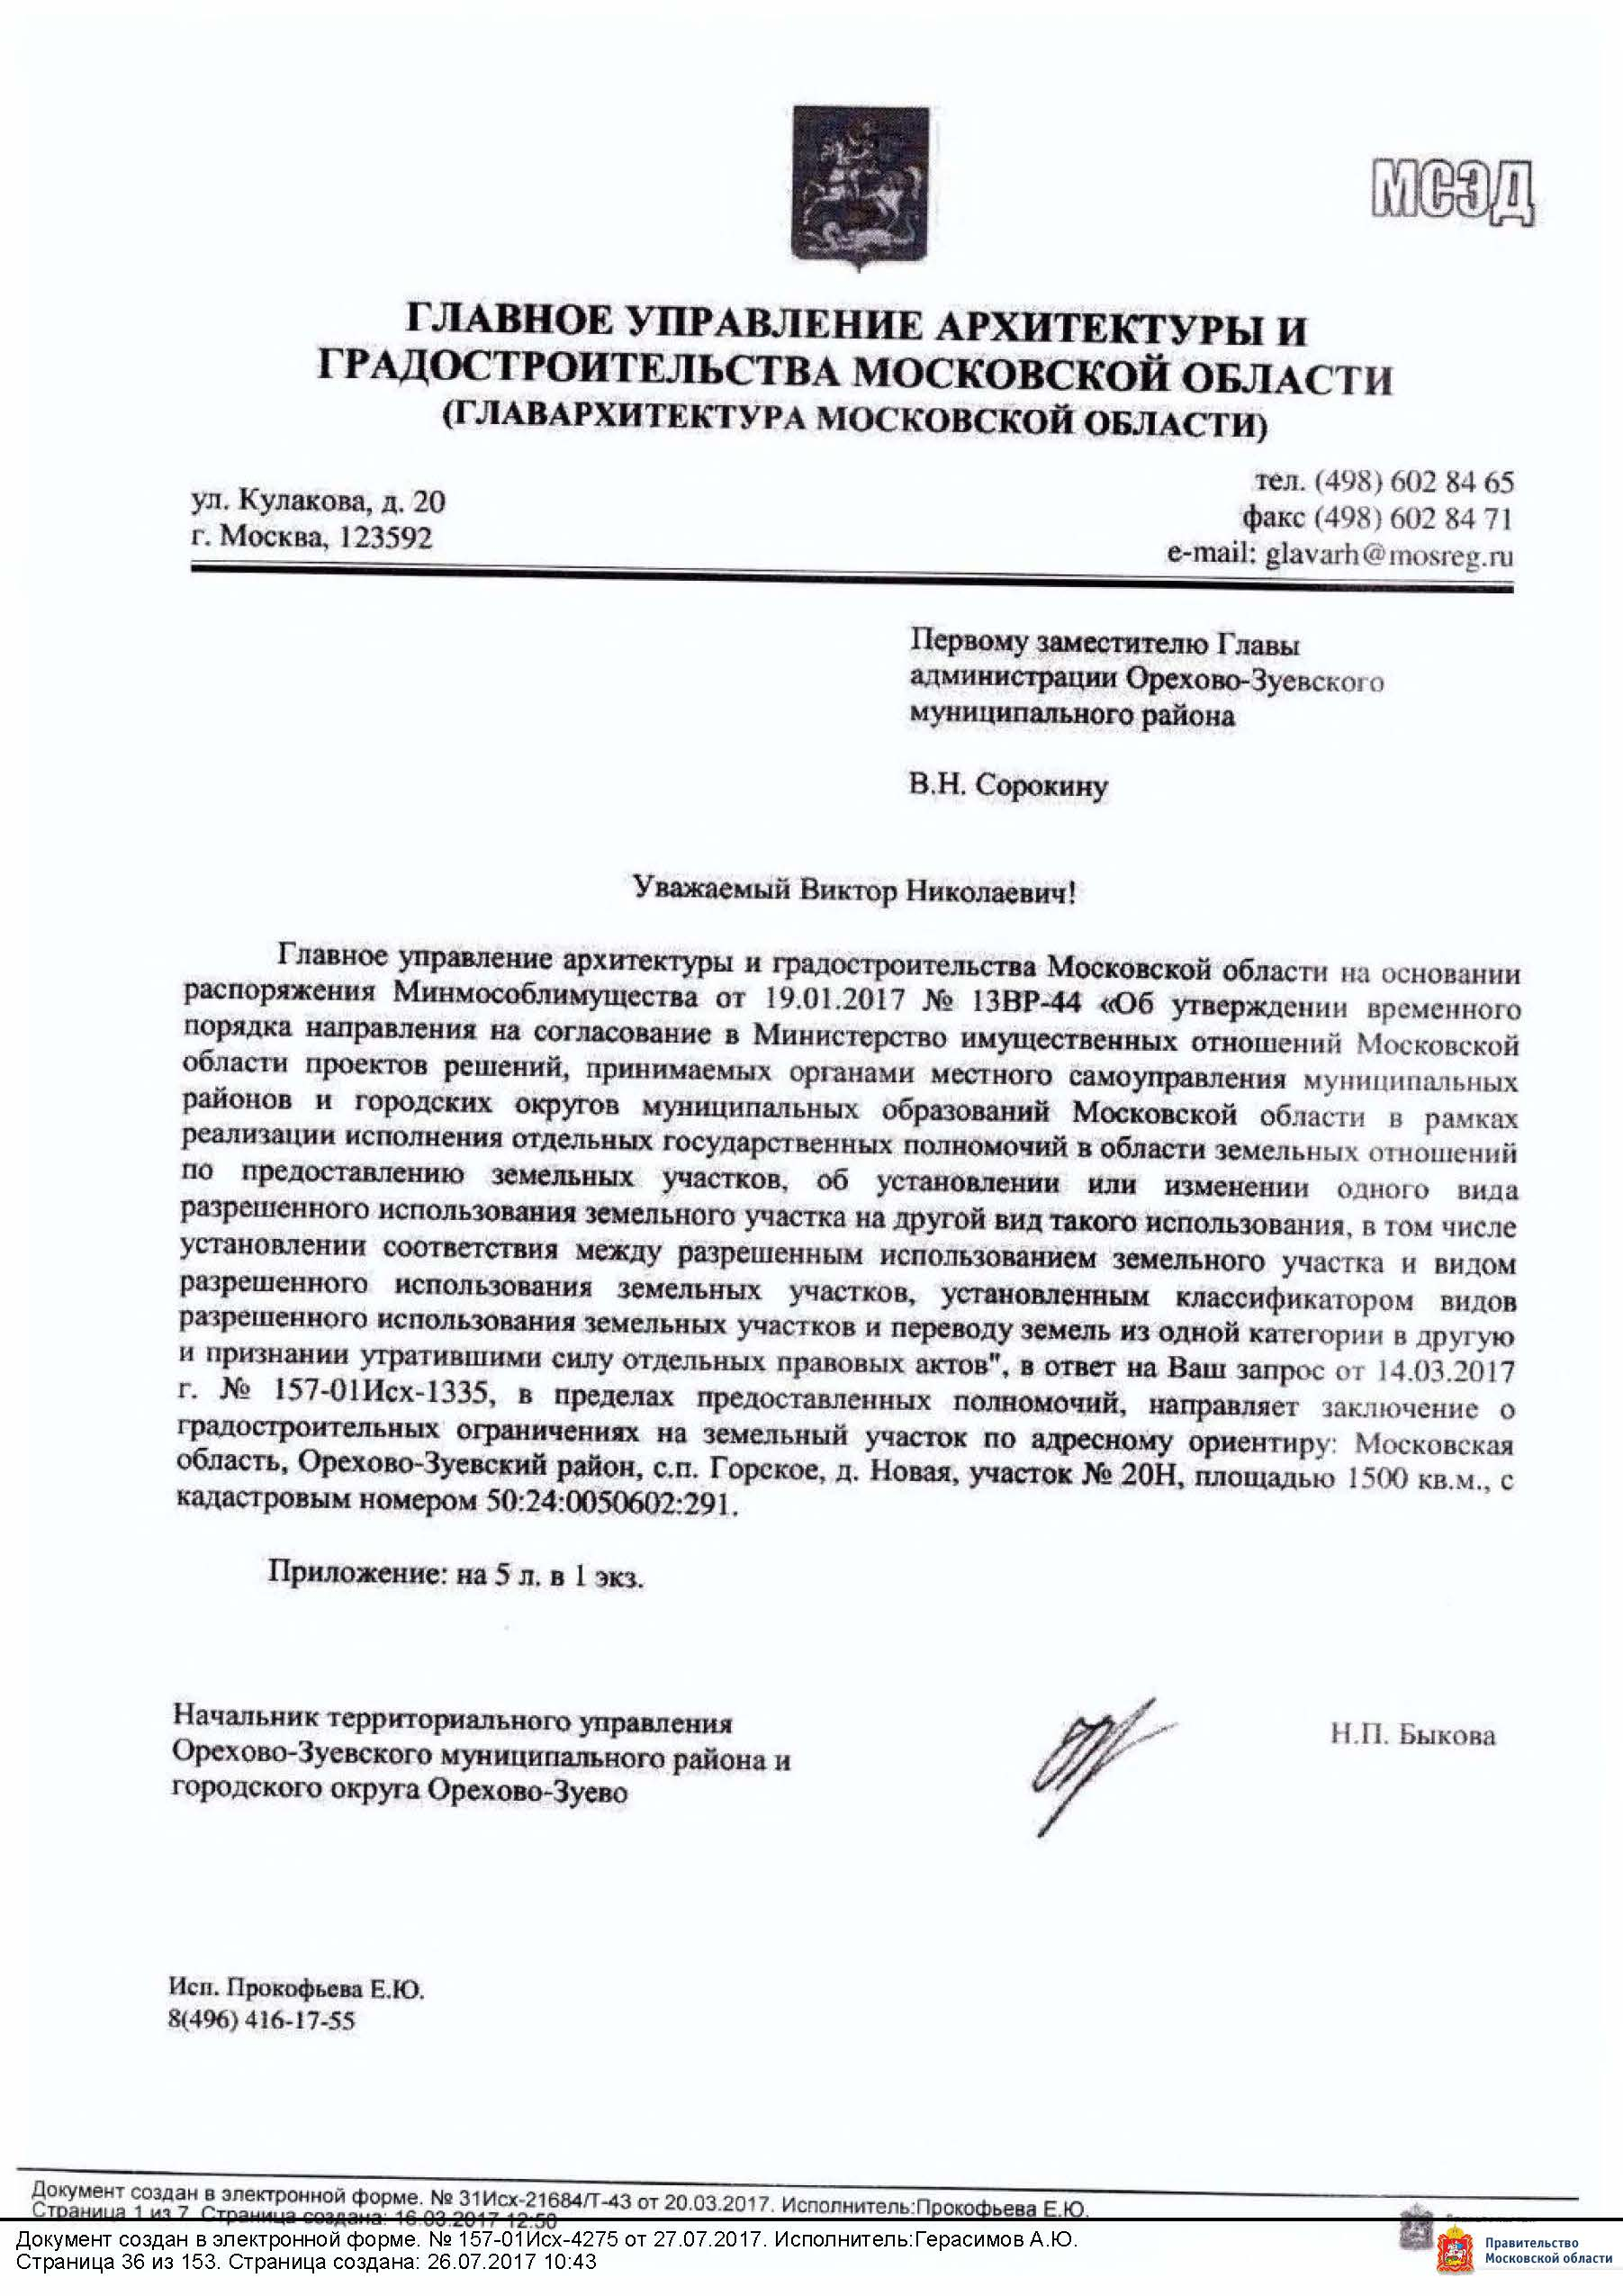 МСЭД
ГЛАВНОЕ УПРАВЛЕНИЕ АРХИТЕКТУРЫ И
ГРАДОСТРОИТЕЛЬСТВА МОСКОВСКОЙ ОБЛАСТИ
(ГЛАВАРХИТЕКТУРА МОСКОВСКОЙ ОБЛАСТИ)
ул. Кулакова, д. 20
г. Москва, 123592
тел. (498) 602 84 65
факс (498) 602 84 71
e-mail: glavarh@mosreg.ru
Первому заместителю Главы
администрации Орехово-Зуевского
муниципального района
В.Н. Сорокину
Уважаемый Виктор Николаевич!
Главное управление архитектуры и градостроительства Московской области на основании
распоряжения Минмособлимущества от 19.01.2017 № 13ВР-44 «Об утверждении временного
порядка направления на согласование в Министерство имущественных отношений Московской
области проектов решений, принимаемых органами местного самоуправления муниципальных
районов и городских округов муниципальных образований Московской области в рамках
реализации исполнения отдельных государственных полномочий в области земельных отношений
по предоставлению земельных участков, об установлении или изменении одного вида
разрешенного использования земельного участка на другой вид такого использования, в том числе
установлении соответствия между разрешенным использованием земельного участка и видом
разрешенного использования земельных участков, установленным классификатором видов
разрешенного использования земельных участков и переводу земель из одной категории в другую
и признании утратившими силу отдельных правовых актов", в ответ на Ваш запрос от 14.03.2017
г. № 157-01Исх-1335, в пределах предоставленных полномочий, направляет заключение о
градостроительных ограничениях на земельный участок по адресному ориентиру: Московская
область, Орехово-Зуевский район, с.п. Горское, д. Новая, участок № 20Н, площадью 1500 кв.м., с
кадастровым номером 50:24:0050602:291.
Приложение: на 5 л. в 1 экз.
Начальник территориального управления
Орехово-Зуевского муниципального района и
городского округа Орехово-Зуево
Н.П. Быкова
Исп. Прокофьева Е.Ю.
8(496) 416-17-55
Документ создан в электронной форме. № 31Исх-21684/Т-43 от 20.03.2017. Исполнитель:Прокофьева Е.Ю.
Страница 1 из 7. Страница создана: 16.03.2017 12:50
Документ создан в электронной форме. № 157-01Исх-4275 от 27.07.2017. Исполнитель:Герасимов А.Ю.
Страница 36 из 153. Страница создана: 26.07.2017 10:43
Правительство
Московской области